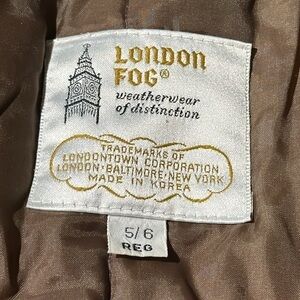 LONDON
FOG®
weatherwear
of distinction
TRADEMARKS OF
LONDONTOWN CORPORATION
LONDON·BALTIMORE·NEW YORK
MADE IN KOREA
5/6
REG